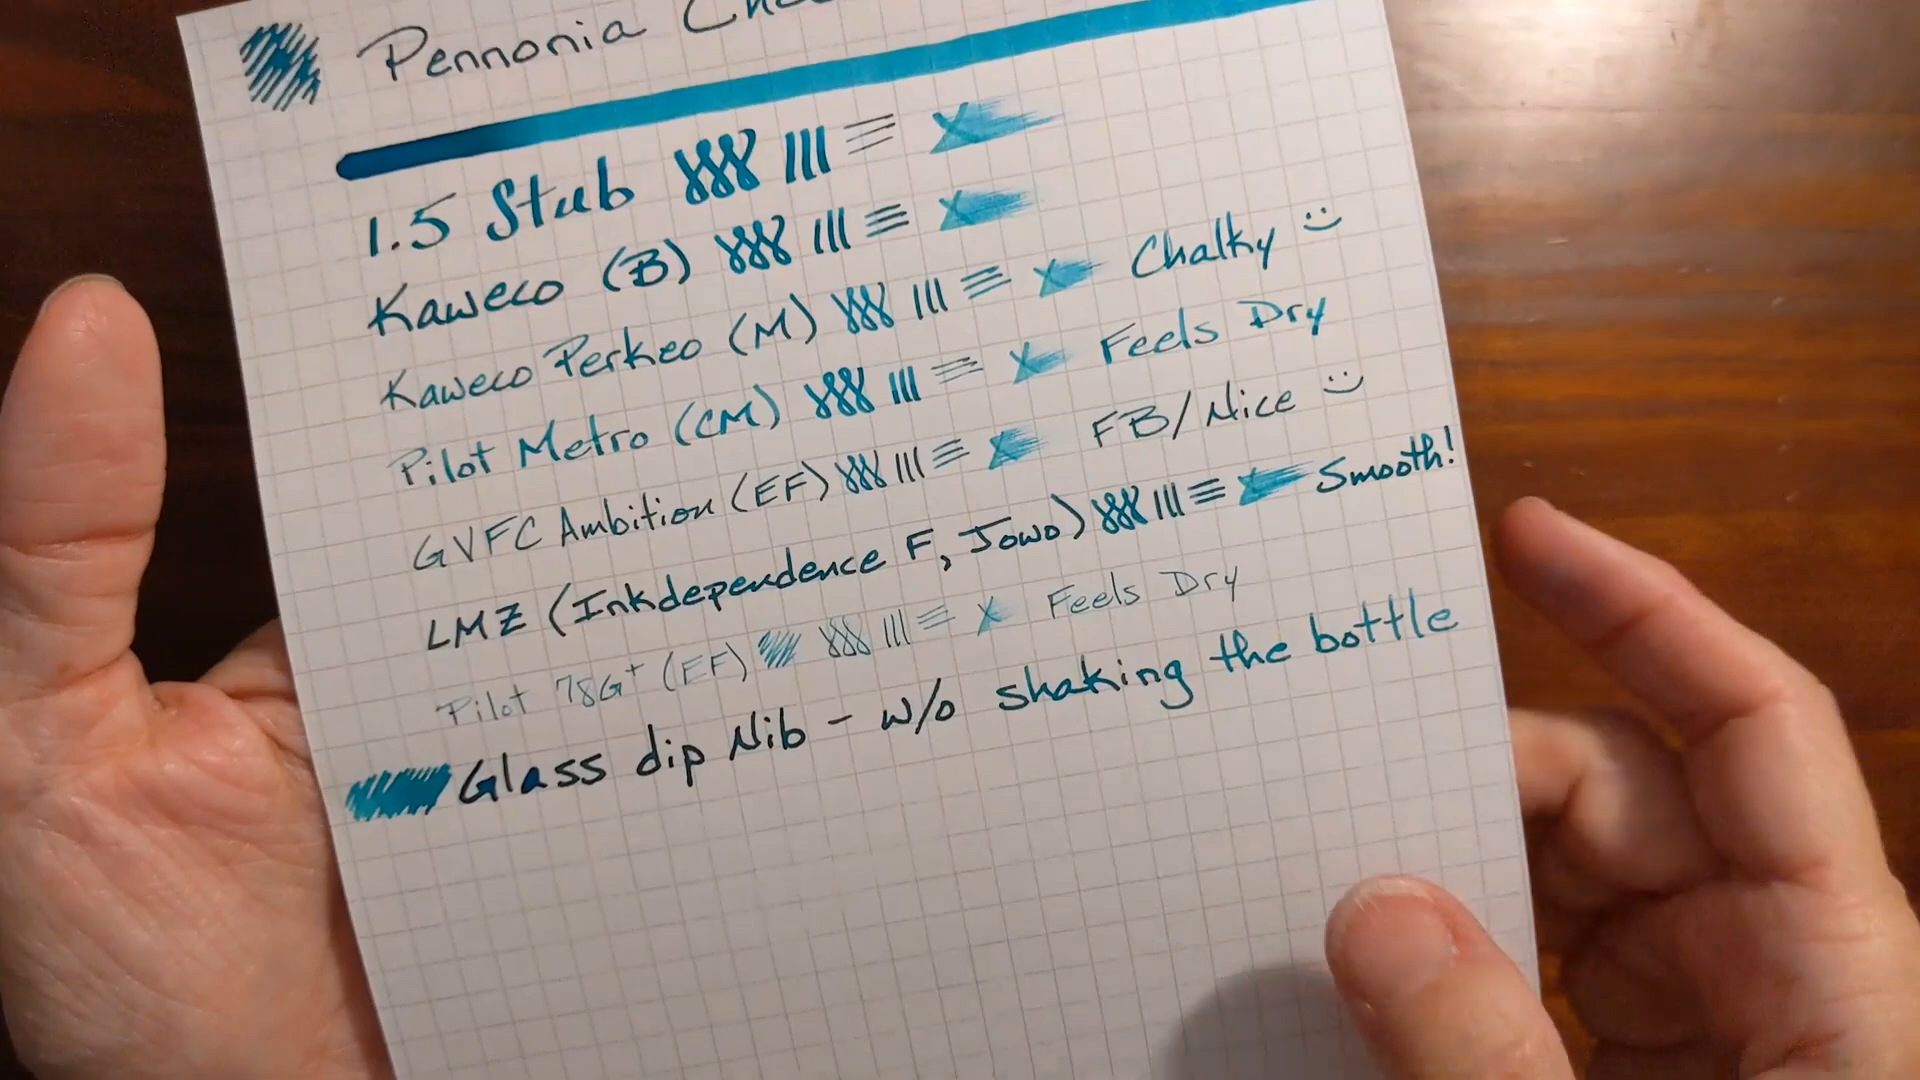 Pennonia
1.5 Stub
Kaweco (B)
Kaweco Perkeo (M) Chalky :)
Pilot Metro (CM) Feels Dry
GVFC Ambition (EF) FB/Nice :)
LMZ (Inkdependence F, Jowo) Smooth!
Pilot 78G+ (EF) Feels Dry
Glass dip Nib - w/o shaking the bottle